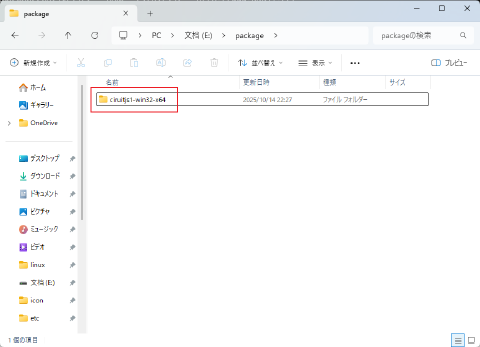 package
PC
文档 (E:)
package
packageの検索
新規作成
並べ替え
表示
プレビュー
名前
更新日時
種類
サイズ
ciruitjs1-win32-x64
2025/10/14 22:27
ファイル フォルダー
ホーム
ギャラリー
OneDrive
デスクトップ
ダウンロード
ドキュメント
ピクチャ
ミュージック
ビデオ
linux
文档 (E:)
icon
etc
1 個の項目